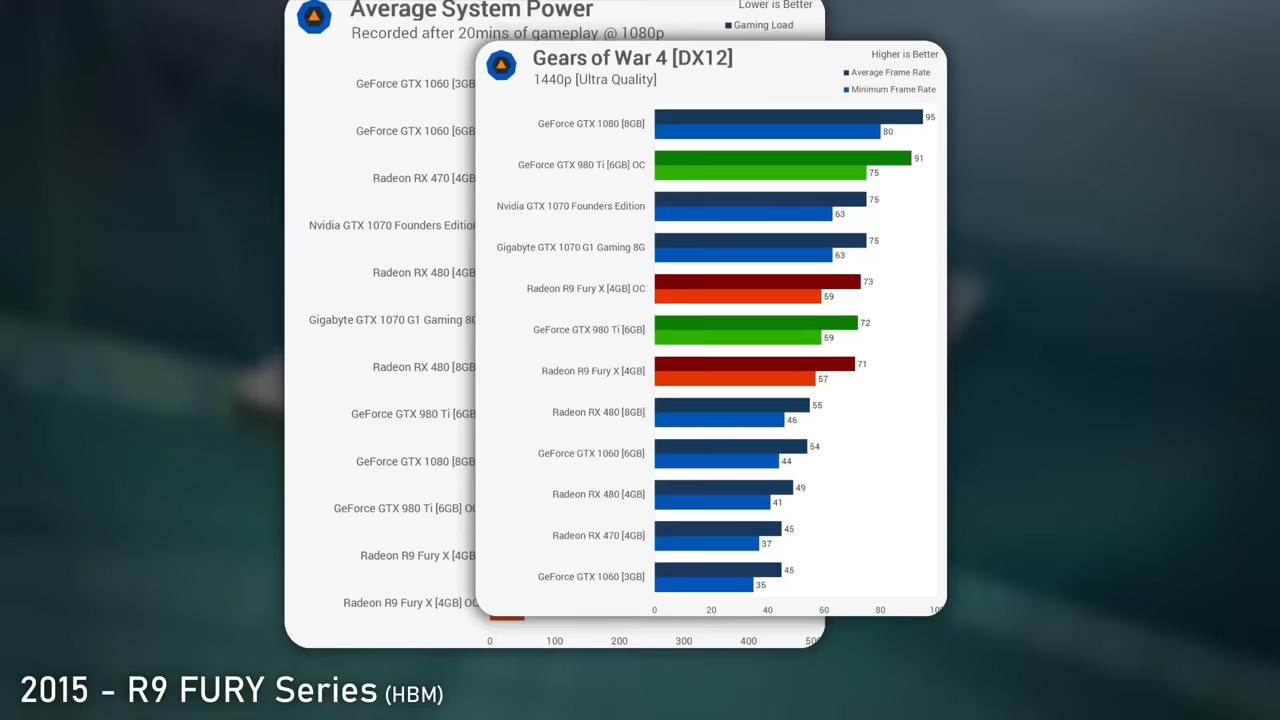 Average System Power
Recorded after 20mins of gameplay @ 1080p
Lower is Better
Gaming Load
GeForce GTX 1060 [3GB
GeForce GTX 1060 [6GB
Radeon RX 470 [4GB
Nvidia GTX 1070 Founders Edition
Radeon RX 480 [4GB
Gigabyte GTX 1070 G1 Gaming 8G
Radeon RX 480 [8GB
GeForce GTX 980 Ti [6GB
GeForce GTX 1080 [8GB
GeForce GTX 980 Ti [6GB] OC
Radeon R9 Fury X [4GB
Radeon R9 Fury X [4GB] OC
0 100 200 300 400 500
Gears of War 4 [DX12]
1440p [Ultra Quality]
Higher is Better
Average Frame Rate
Minimum Frame Rate
GeForce GTX 1080 [8GB] 95
80
GeForce GTX 980 Ti [6GB] OC 91
75
Nvidia GTX 1070 Founders Edition 75
63
Gigabyte GTX 1070 G1 Gaming 8G 75
63
Radeon R9 Fury X [4GB] OC 73
59
GeForce GTX 980 Ti [6GB] 72
59
Radeon R9 Fury X [4GB] 71
57
Radeon RX 480 [8GB] 55
46
GeForce GTX 1060 [6GB] 54
44
Radeon RX 480 [4GB] 49
41
Radeon RX 470 [4GB] 45
37
GeForce GTX 1060 [3GB] 45
35
0 20 40 60 80 100
2015 - R9 FURY Series (HBM)